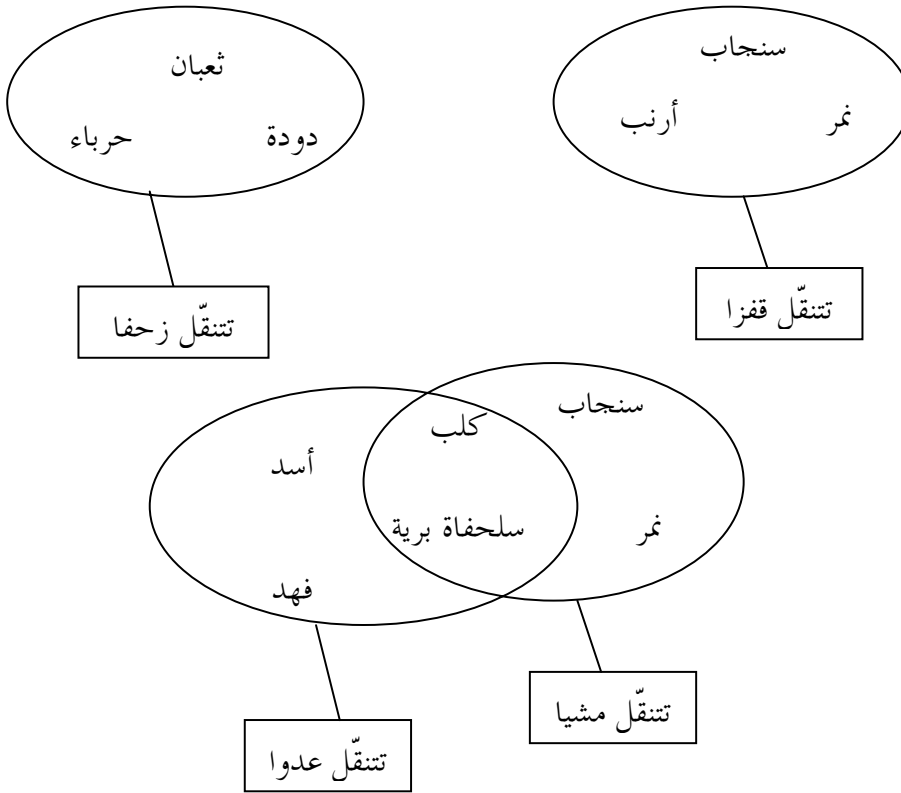 سنجاب
أرنب
نمر
تتنقّل قفزا
ثعبان
حرباء
دودة
تتنقّل زحفا
سنجاب
كلب
أسد
نمر
سلحفاة برية
فهد
تتنقّل مشيا
تتنقّل عدوا